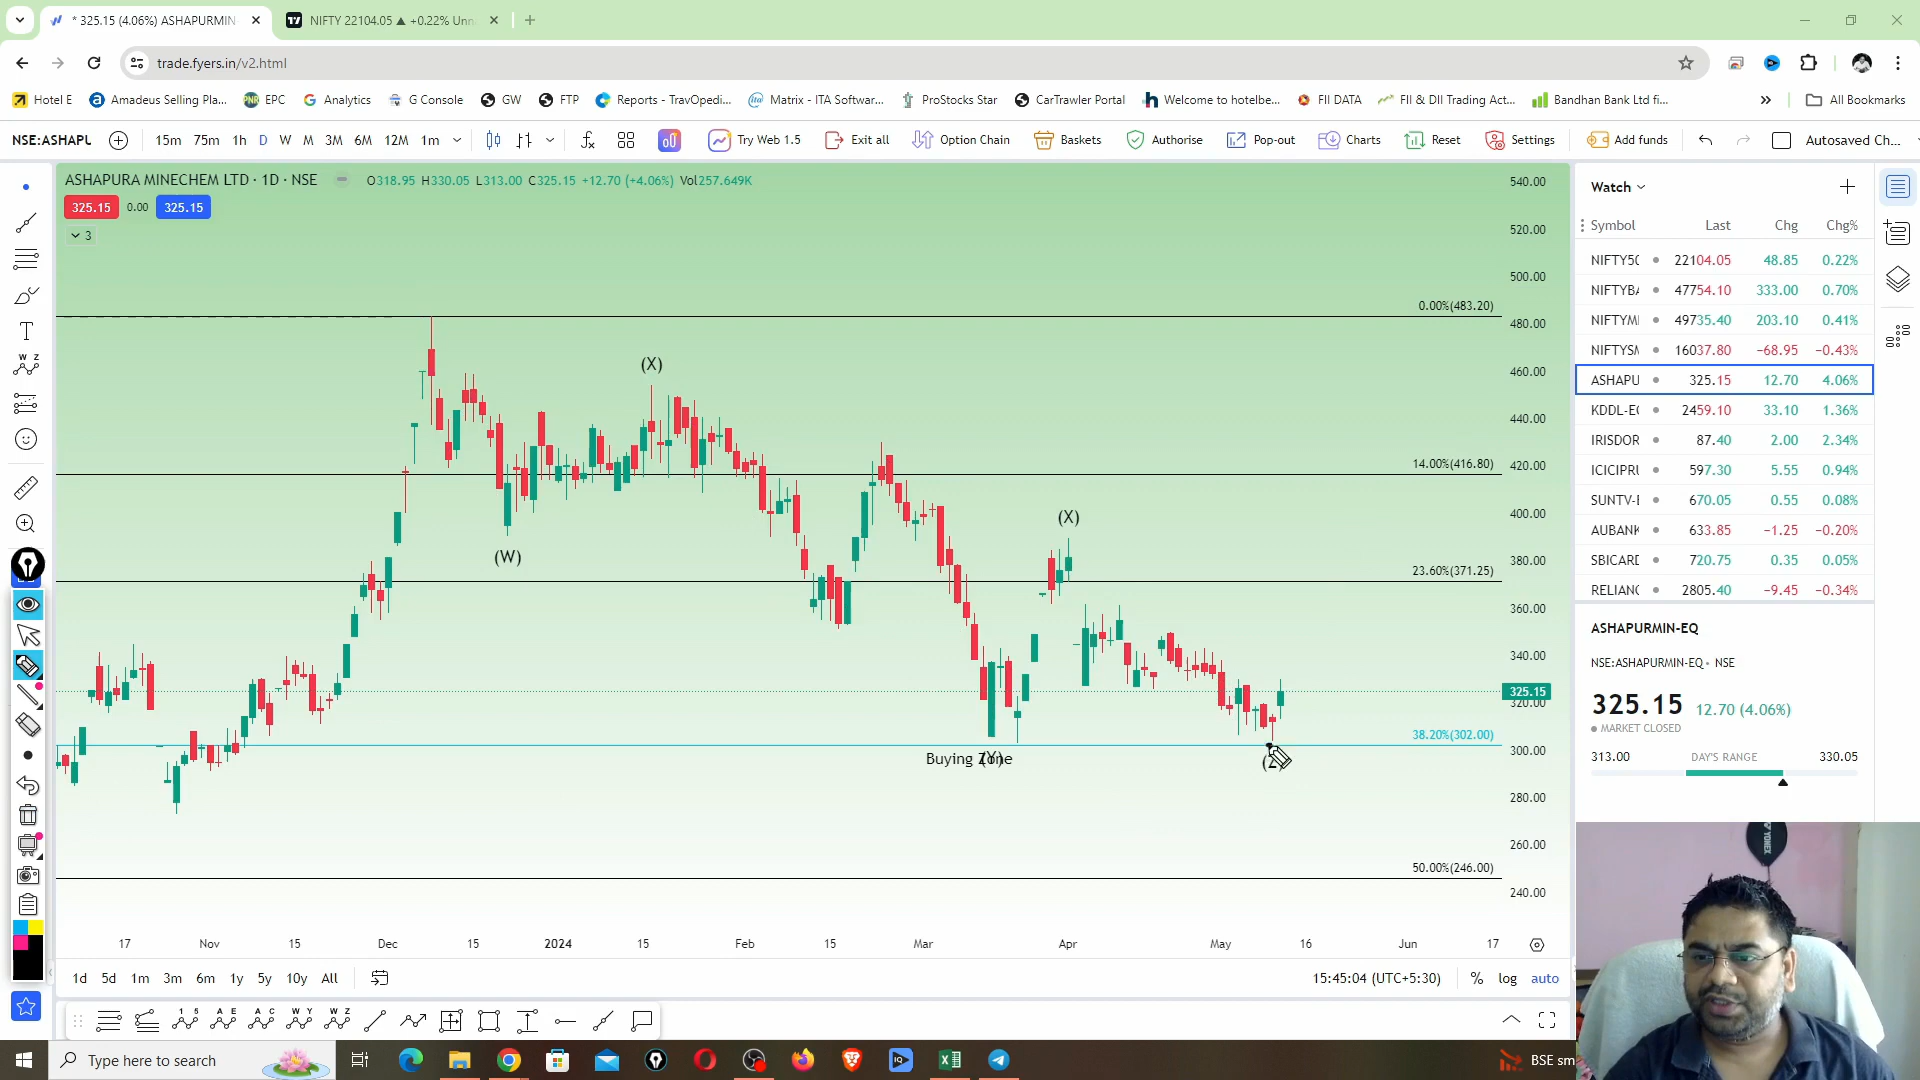 * 325.15 (4.06%) ASHAPURMIN
NIFTY 22104.05 ▲ +0.22% Unn
trade.fyers.in/v2.html
Hotel E
Amadeus Selling Pla...
EPC
Analytics
G Console
GW
FTP
Reports - TravOpedi...
Matrix - ITA Softwar...
ProStocks Star
CarTrawler Portal
Welcome to hotelbe...
FII DATA
FII & DII Trading Act...
Bandhan Bank Ltd fi...
All Bookmarks
NSE:ASHAPU
15m 75m 1h D W M 3M 6M 12M 1m
Try Web 1.5
Exit all
Option Chain
Baskets
Authorise
Pop-out
Charts
Reset
Settings
Add funds
Autosaved Ch...
ASHAPURA MINECHEM LTD · 1D · NSE
O318.95 H330.05 L313.00 C325.15 +12.70 (+4.06%) Vol257.649K
325.15 0.00 325.15
3
540.00
520.00
500.00
0.00%(483.20)
480.00
(X)
460.00
440.00
14.00%(416.80)
420.00
(X)
400.00
(W)
380.00
23.60%(371.25)
360.00
340.00
325.15
320.00
38.20%(302.00)
300.00
Buying Zone
(Y)
(Z)
280.00
260.00
50.00%(246.00)
240.00
17 Nov 15 Dec 15 2024 15 Feb 15 Mar Apr May 16 Jun 17
1d 5d 1m 3m 6m 1y 5y 10y All
15:45:04 (UTC+5:30) % log auto
Watch
Symbol Last Chg Chg%
NIFTY50 22104.05 48.85 0.22%
NIFTYBA 47754.10 333.00 0.70%
NIFTYMI 49735.40 203.10 0.41%
NIFTYSM 16037.80 −68.95 −0.43%
ASHAPU 325.15 12.70 4.06%
KDDL-EQ 2459.10 33.10 1.36%
IRISDOR 87.40 2.00 2.34%
ICICIPRU 597.30 5.55 0.94%
SUNTV-E 670.05 0.55 0.08%
AUBANK 633.85 −1.25 −0.20%
SBICARD 720.75 0.35 0.05%
RELIANC 2805.40 −9.45 −0.34%
ASHAPURMIN-EQ
NSE:ASHAPURMIN-EQ • NSE
325.15 12.70 (4.06%)
MARKET CLOSED
313.00 DAY'S RANGE 330.05
YONEX
Type here to search
BSE sm